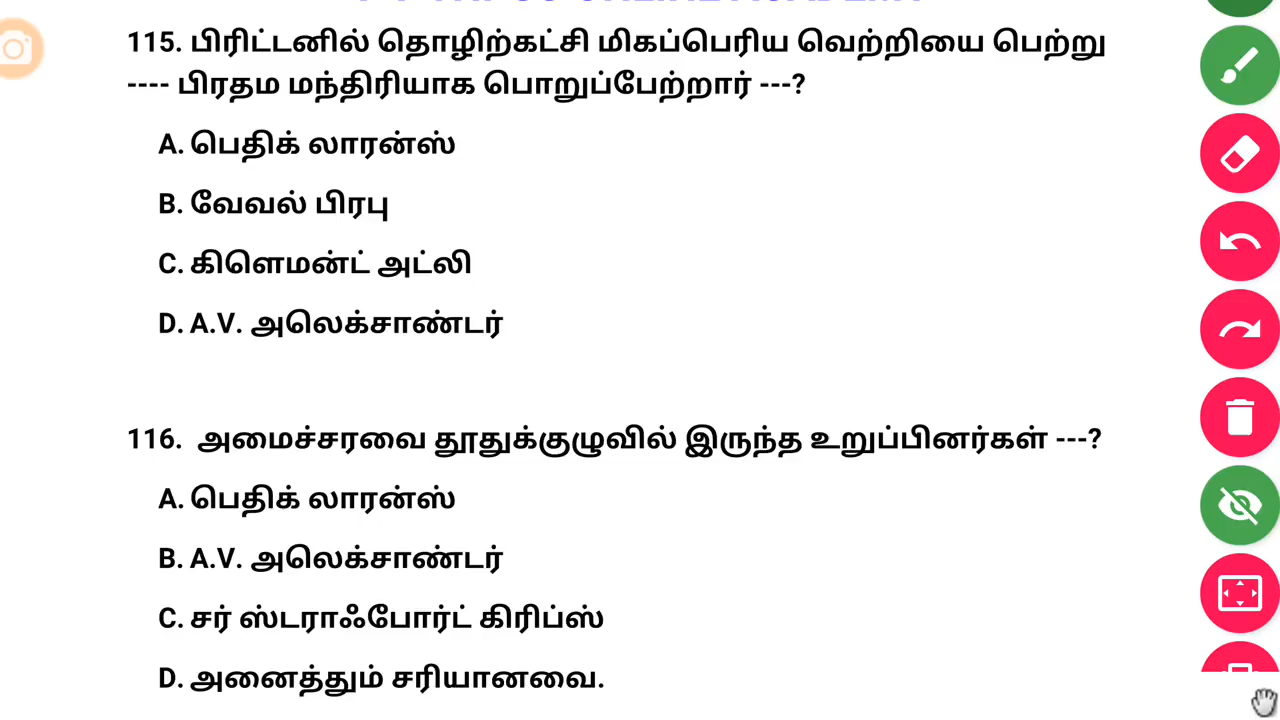 115. பிரிட்டனில் தொழிற்கட்சி மிகப்பெரிய வெற்றியை பெற்று
---- பிரதம மந்திரியாக பொறுப்பேற்றார் ---?
A. பெதிக் லாரன்ஸ்
B. வேவல் பிரபு
C. கிளெமன்ட் அட்லி
D. A.V. அலெக்சாண்டர்
116. அமைச்சரவை தூதுக்குழுவில் இருந்த உறுப்பினர்கள் ---?
A. பெதிக் லாரன்ஸ்
B. A.V. அலெக்சாண்டர்
C. சர் ஸ்டராஃபோர்ட் கிரிப்ஸ்
D. அனைத்தும் சரியானவை.